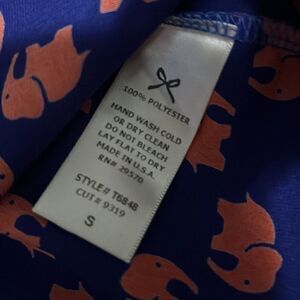 100% POLYESTER
HAND WASH COLD
OR DRY CLEAN
DO NOT BLEACH
LAY FLAT TO DRY
MADE IN U.S.A.
RN# 29570
STYLE# T6848
CUT# 9319
S